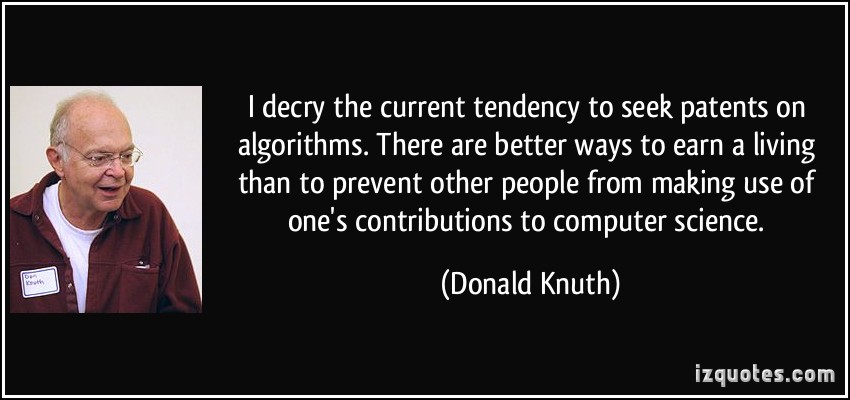 I decry the current tendency to seek patents on
algorithms. There are better ways to earn a living
than to prevent other people from making use of
one's contributions to computer science.
(Donald Knuth)
Don
Knuth
izquotes.com